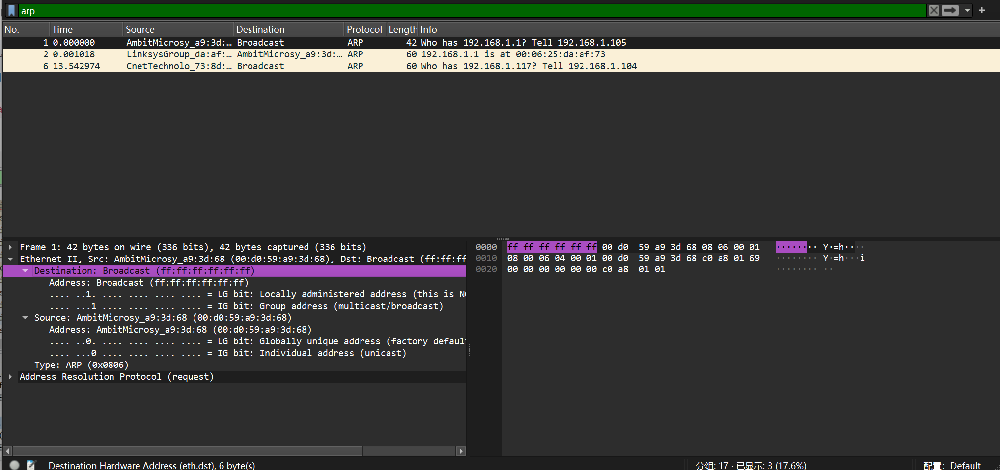 arp
No. Time Source Destination Protocol Length Info
1 0.000000 AmbitMicrosy_a9:3d:… Broadcast ARP 42 Who has 192.168.1.1? Tell 192.168.1.105
2 0.001018 LinksysGroup_da:af:… AmbitMicrosy_a9:3d:… ARP 60 192.168.1.1 is at 00:06:25:da:af:73
6 13.542974 CnetTechnolo_73:8d:… Broadcast ARP 60 Who has 192.168.1.117? Tell 192.168.1.104
Frame 1: 42 bytes on wire (336 bits), 42 bytes captured (336 bits)
Ethernet II, Src: AmbitMicrosy_a9:3d:68 (00:d0:59:a9:3d:68), Dst: Broadcast (ff:ff:ff
Destination: Broadcast (ff:ff:ff:ff:ff:ff)
Address: Broadcast (ff:ff:ff:ff:ff:ff)
.... ..1. .... .... .... .... = LG bit: Locally administered address (this is NO
.... ...1 .... .... .... .... = IG bit: Group address (multicast/broadcast)
Source: AmbitMicrosy_a9:3d:68 (00:d0:59:a9:3d:68)
Address: AmbitMicrosy_a9:3d:68 (00:d0:59:a9:3d:68)
.... ..0. .... .... .... .... = LG bit: Globally unique address (factory default
.... ...0 .... .... .... .... = IG bit: Individual address (unicast)
Type: ARP (0x0806)
Address Resolution Protocol (request)
0000 ff ff ff ff ff ff 00 d0 59 a9 3d 68 08 06 00 01 ········ Y·=h····
0010 08 00 06 04 00 01 00 d0 59 a9 3d 68 c0 a8 01 69 ········ Y·=h···i
0020 00 00 00 00 00 00 c0 a8 01 01 ········ ··
Destination Hardware Address (eth.dst), 6 byte(s)
分组: 17 · 已显示: 3 (17.6%)
配置: Default